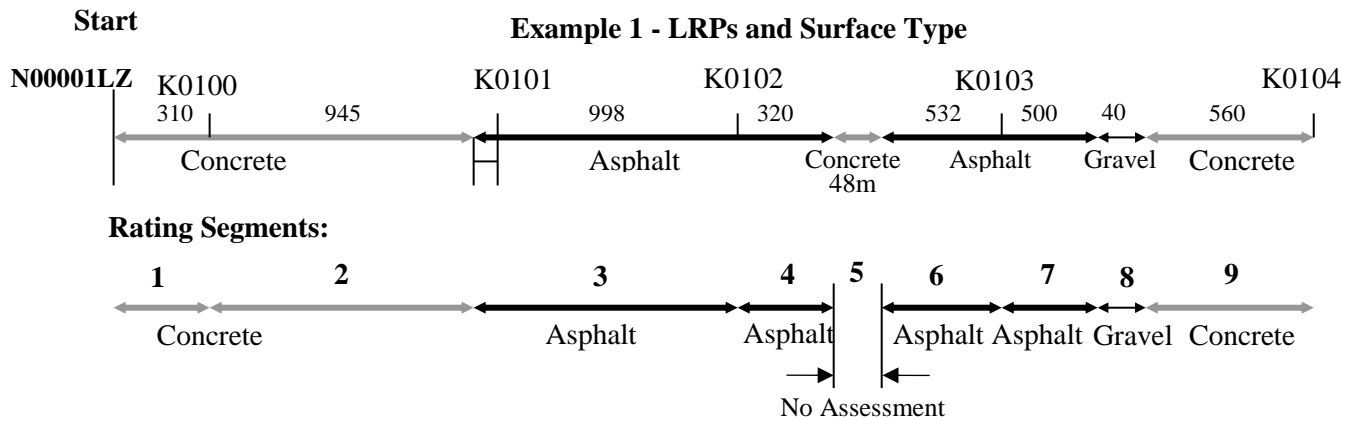 Start
Example 1 - LRPs and Surface Type
N00001LZ K0100 K0101 K0102 K0103 K0104
310 945 998 320 532 500 40 560
Concrete Asphalt Concrete Asphalt Gravel Concrete
48m
Rating Segments:
1 2 3 4 5 6 7 8 9
Concrete Asphalt Asphalt Asphalt Asphalt Gravel Concrete
No Assessment